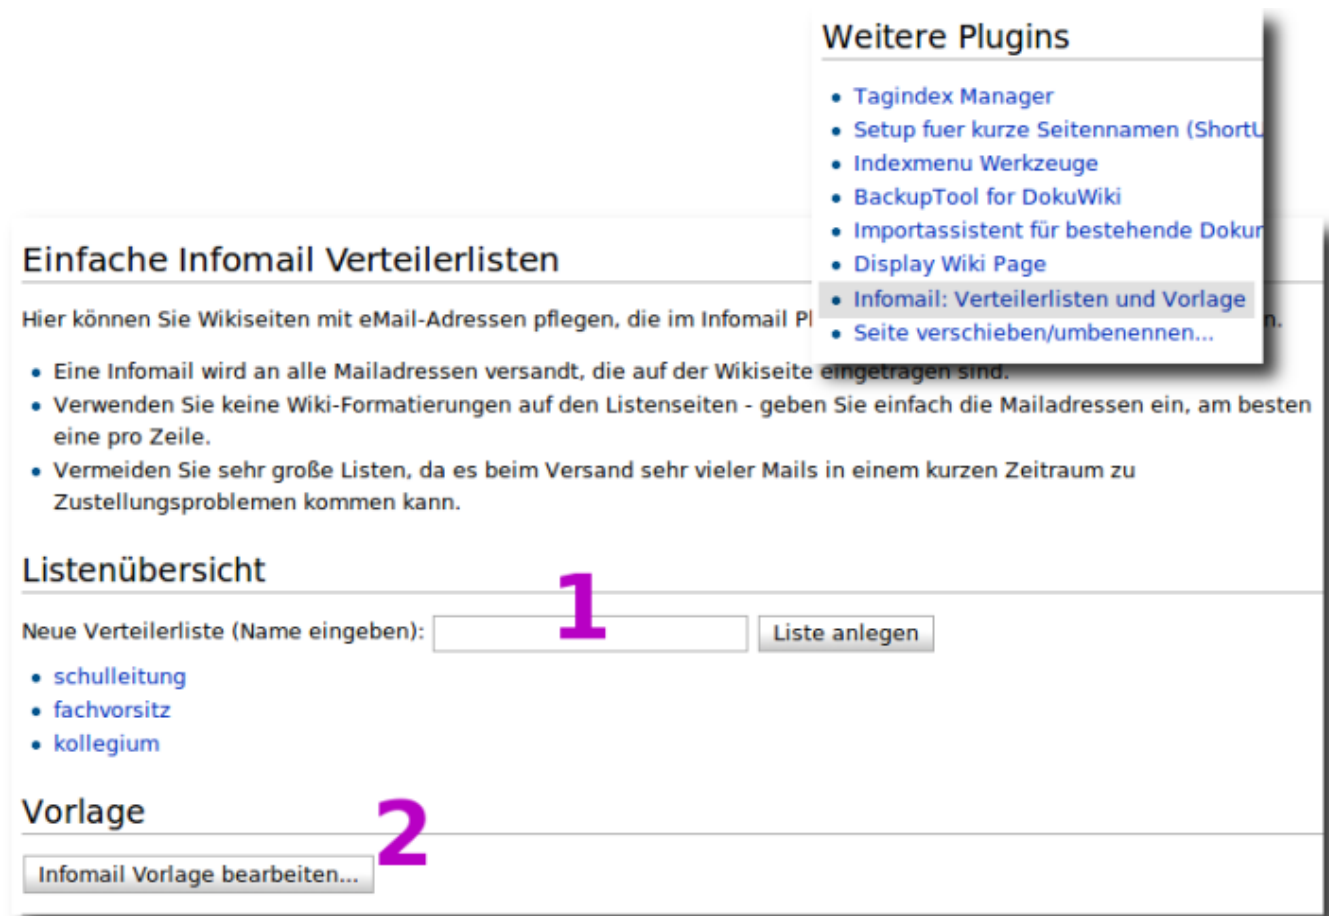 Weitere Plugins
Tagindex Manager
Setup fuer kurze Seitennamen (ShortU
Indexmenu Werkzeuge
BackupTool for DokuWiki
Importassistent für bestehende Dokur
Display Wiki Page
Infomail: Verteilerlisten und Vorlage
Seite verschieben/umbenennen...
Einfache Infomail Verteilerlisten
Hier können Sie Wikiseiten mit eMail-Adressen pflegen, die im Infomail Pl n.
Eine Infomail wird an alle Mailadressen versandt, die auf der Wikiseite eingetragen sind.
Verwenden Sie keine Wiki-Formatierungen auf den Listenseiten - geben Sie einfach die Mailadressen ein, am besten
eine pro Zeile.
Vermeiden Sie sehr große Listen, da es beim Versand sehr vieler Mails in einem kurzen Zeitraum zu
Zustellungsproblemen kommen kann.
Listenübersicht
1
Neue Verteilerliste (Name eingeben): Liste anlegen
schulleitung
fachvorsitz
kollegium
Vorlage
2
Infomail Vorlage bearbeiten...